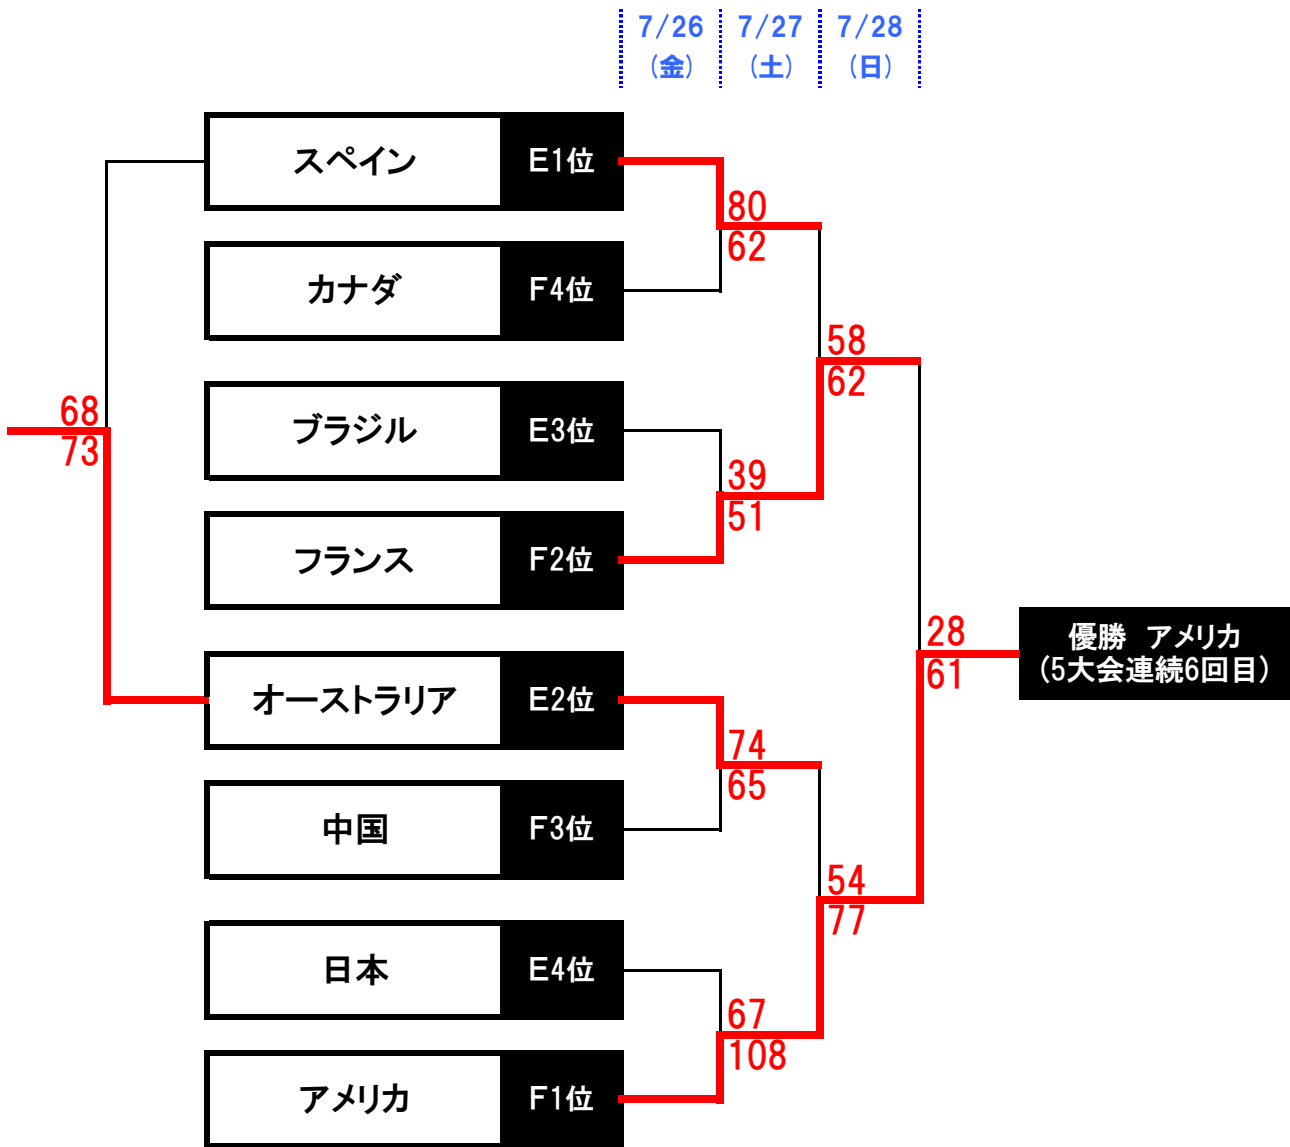 7/26 7/27 7/28
(金) (土) (日)
スペイン E1位
80
62
カナダ F4位
58
62
68
73
ブラジル E3位
39
51
フランス F2位
28
61
優勝 アメリカ
(5大会連続6回目)
オーストラリア E2位
74
65
中国 F3位
54
77
日本 E4位
67
108
アメリカ F1位